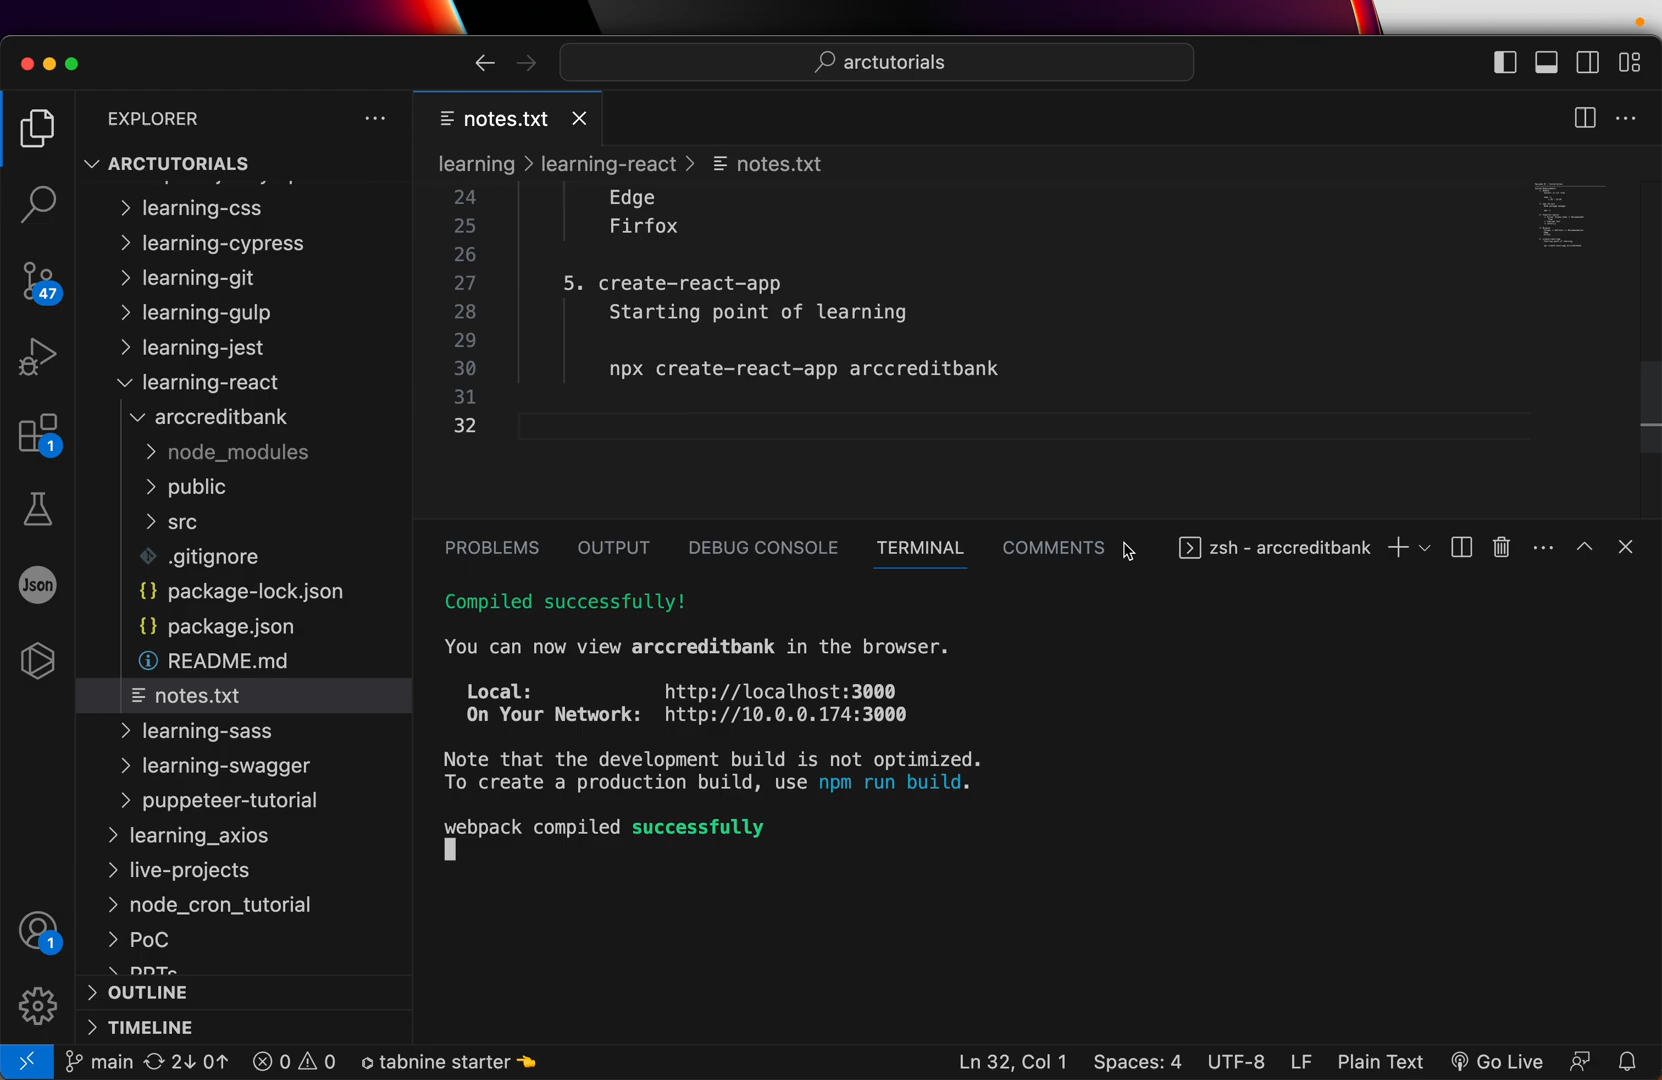 arctutorials
EXPLORER
notes.txt
ARCTUTORIALS
learning > learning-react > notes.txt
learning-css
learning-cypress
learning-git
learning-gulp
learning-jest
learning-react
arccreditbank
node_modules
public
src
.gitignore
package-lock.json
package.json
README.md
notes.txt
learning-sass
learning-swagger
puppeteer-tutorial
learning_axios
live-projects
node_cron_tutorial
PoC
PPTs
OUTLINE
TIMELINE
47
1
Json
1
24 Edge
25 Firfox
26
27 5. create-react-app
28 Starting point of learning
29
30 npx create-react-app arccreditbank
31
32
PROBLEMS OUTPUT DEBUG CONSOLE TERMINAL COMMENTS zsh - arccreditbank
Compiled successfully!
You can now view arccreditbank in the browser.
Local: http://localhost:3000
On Your Network: http://10.0.0.174:3000
Note that the development build is not optimized.
To create a production build, use npm run build.
webpack compiled successfully
main 2↓ 0↑ 0 0 tabnine starter Ln 32, Col 1 Spaces: 4 UTF-8 LF Plain Text Go Live